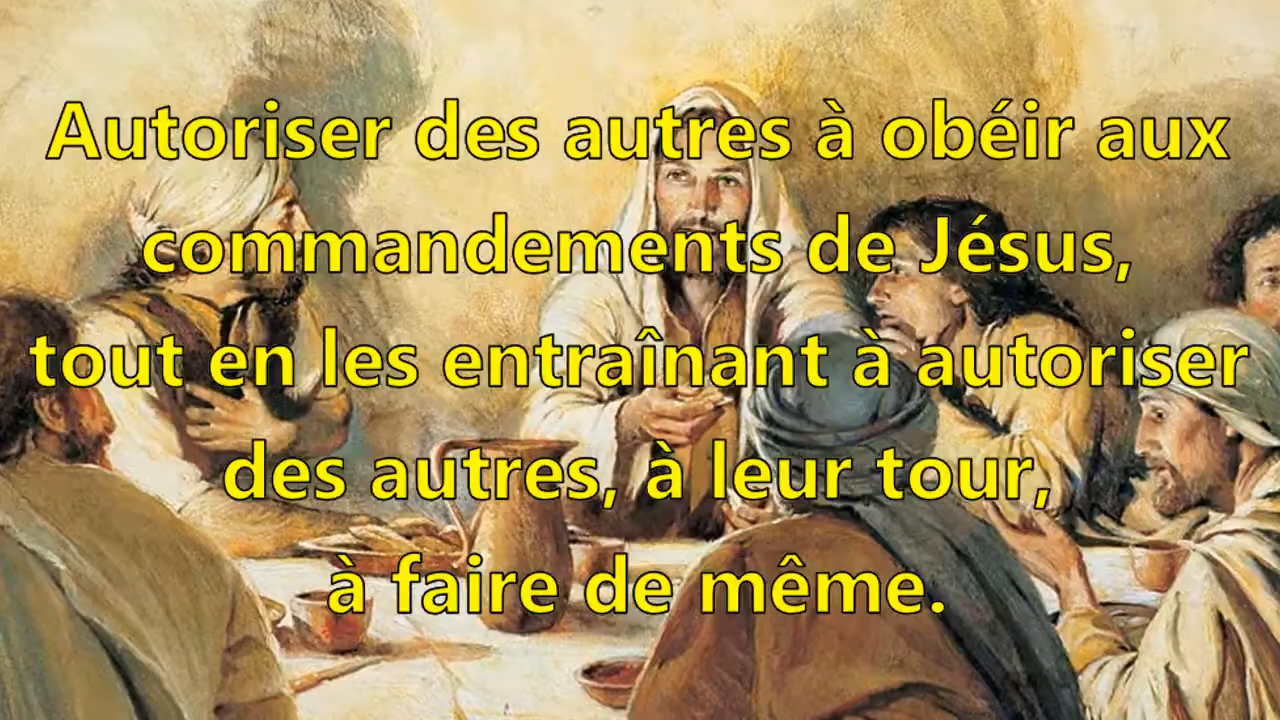 Autoriser des autres à obéir aux
commandements de Jésus,
tout en les entraînant à autoriser
des autres, à leur tour,
à faire de même.